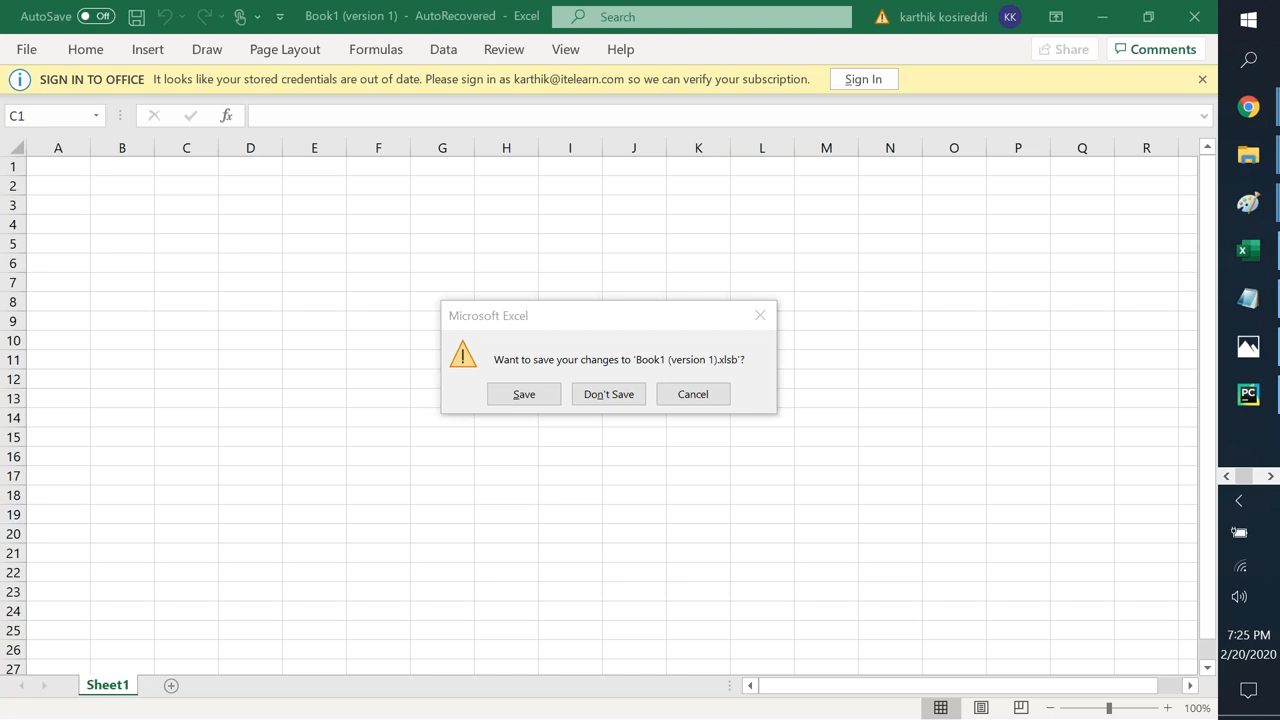 AutoSave Off Book1 (version 1) - AutoRecovered - Excel Search karthik kosireddi KK
File Home Insert Draw Page Layout Formulas Data Review View Help Share Comments
SIGN IN TO OFFICE It looks like your stored credentials are out of date. Please sign in as karthik@itelearn.com so we can verify your subscription. Sign In
C1 fx
A B C D E F G H I J K L M N O P Q R
1
2
3
4
5
6
7
8
9
10
11
12
13
14
15
16
17
18
19
20
21
22
23
24
25
26
27
Microsoft Excel
Want to save your changes to 'Book1 (version 1).xlsb'?
Save Don't Save Cancel
Sheet1
100%
PC
7:25 PM
2/20/2020